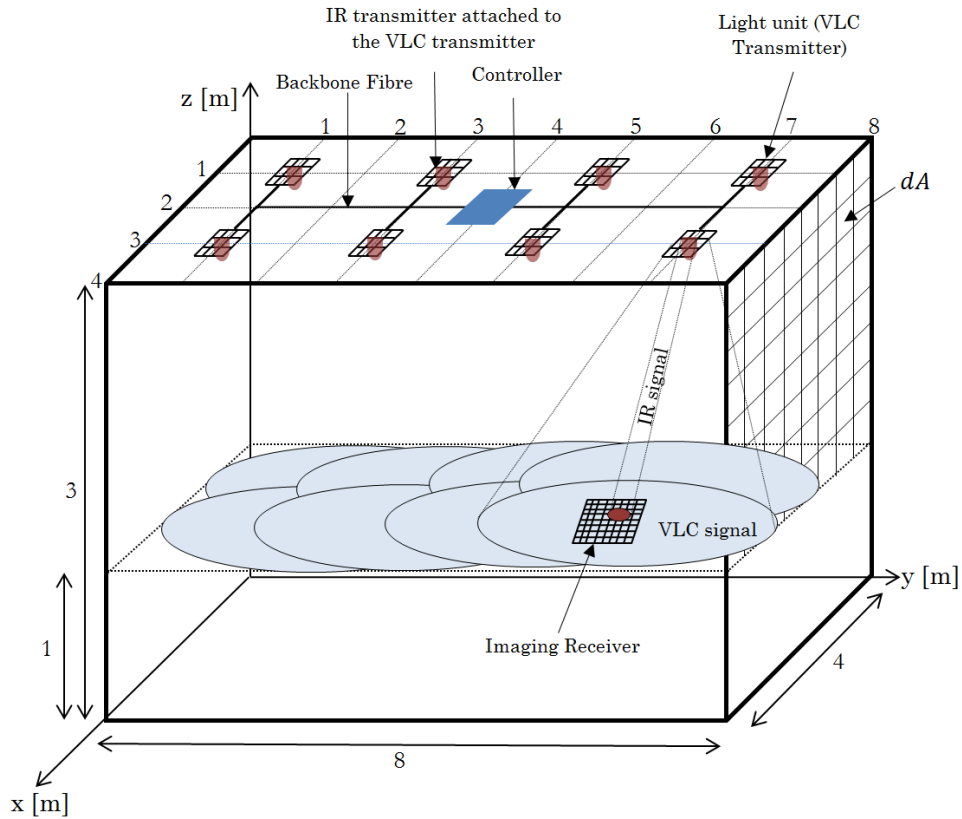 IR transmitter attached to
the VLC transmitter
Light unit (VLC
Transmitter)
Controller
Backbone Fibre
z [m]
1
2
3
4
5
6
7
8
1
2
3
4
dA
IR signal
3
VLC signal
1
y [m]
Imaging Receiver
4
8
x [m]